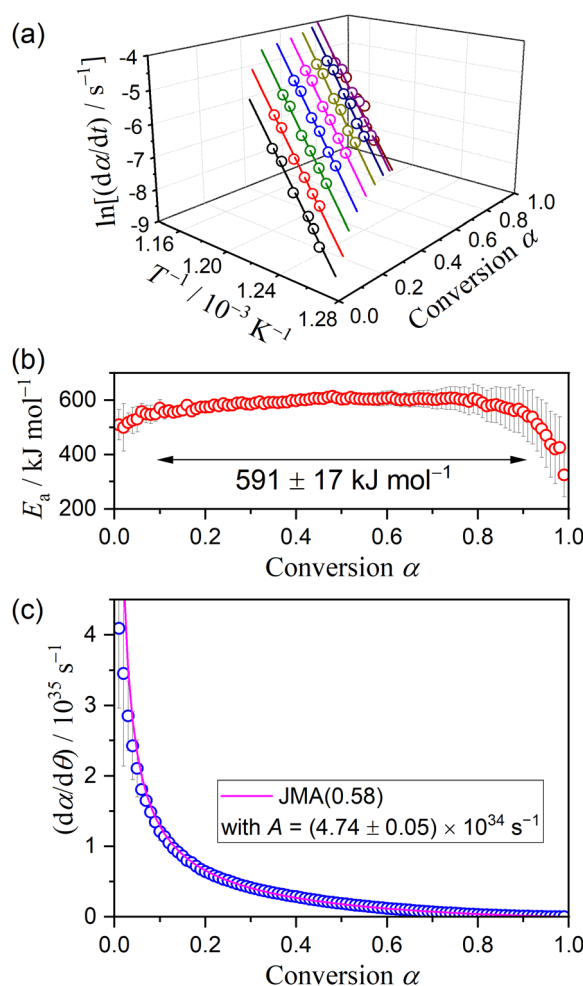 (a)
-4
-5
-6
-7
-8
-9
ln[(dα/dt) / s⁻¹]
1.16
1.20
1.24
1.28
T⁻¹ / 10⁻³ K⁻¹
0.0
0.2
0.4
0.6
0.8
1.0
Conversion α
(b)
600
400
200
Eₐ / kJ mol⁻¹
591 ± 17 kJ mol⁻¹
0.0 0.2 0.4 0.6 0.8 1.0
Conversion α
(c)
4
3
2
1
0
(dα/dθ) / 10³⁵ s⁻¹
JMA(0.58)
with A = (4.74 ± 0.05) × 10³⁴ s⁻¹
0.0 0.2 0.4 0.6 0.8 1.0
Conversion α